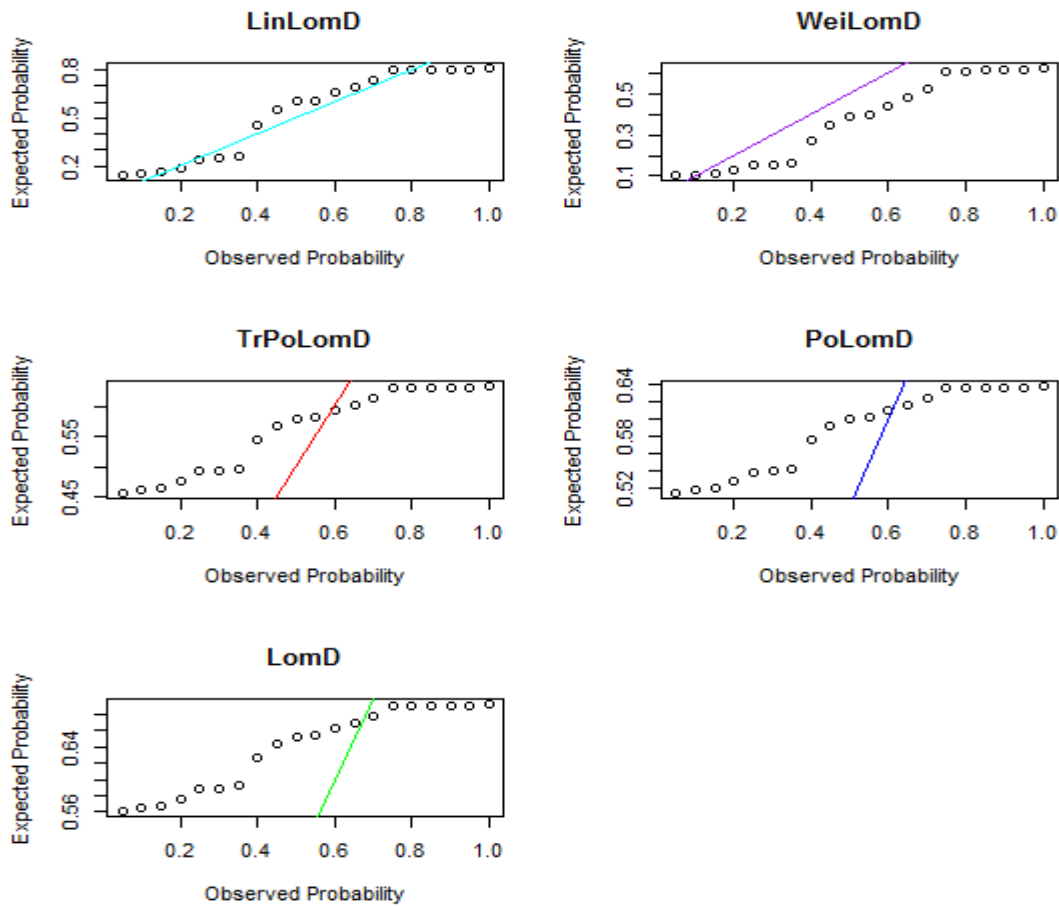 LinLomD
Expected Probability
0.8
0.5
0.2
0.2 0.4 0.6 0.8 1.0
Observed Probability
WeiLomD
Expected Probability
0.5
0.3
0.1
0.2 0.4 0.6 0.8 1.0
Observed Probability
TrPoLomD
Expected Probability
0.55
0.45
0.2 0.4 0.6 0.8 1.0
Observed Probability
PoLomD
Expected Probability
0.64
0.58
0.52
0.2 0.4 0.6 0.8 1.0
Observed Probability
LomD
Expected Probability
0.64
0.56
0.2 0.4 0.6 0.8 1.0
Observed Probability